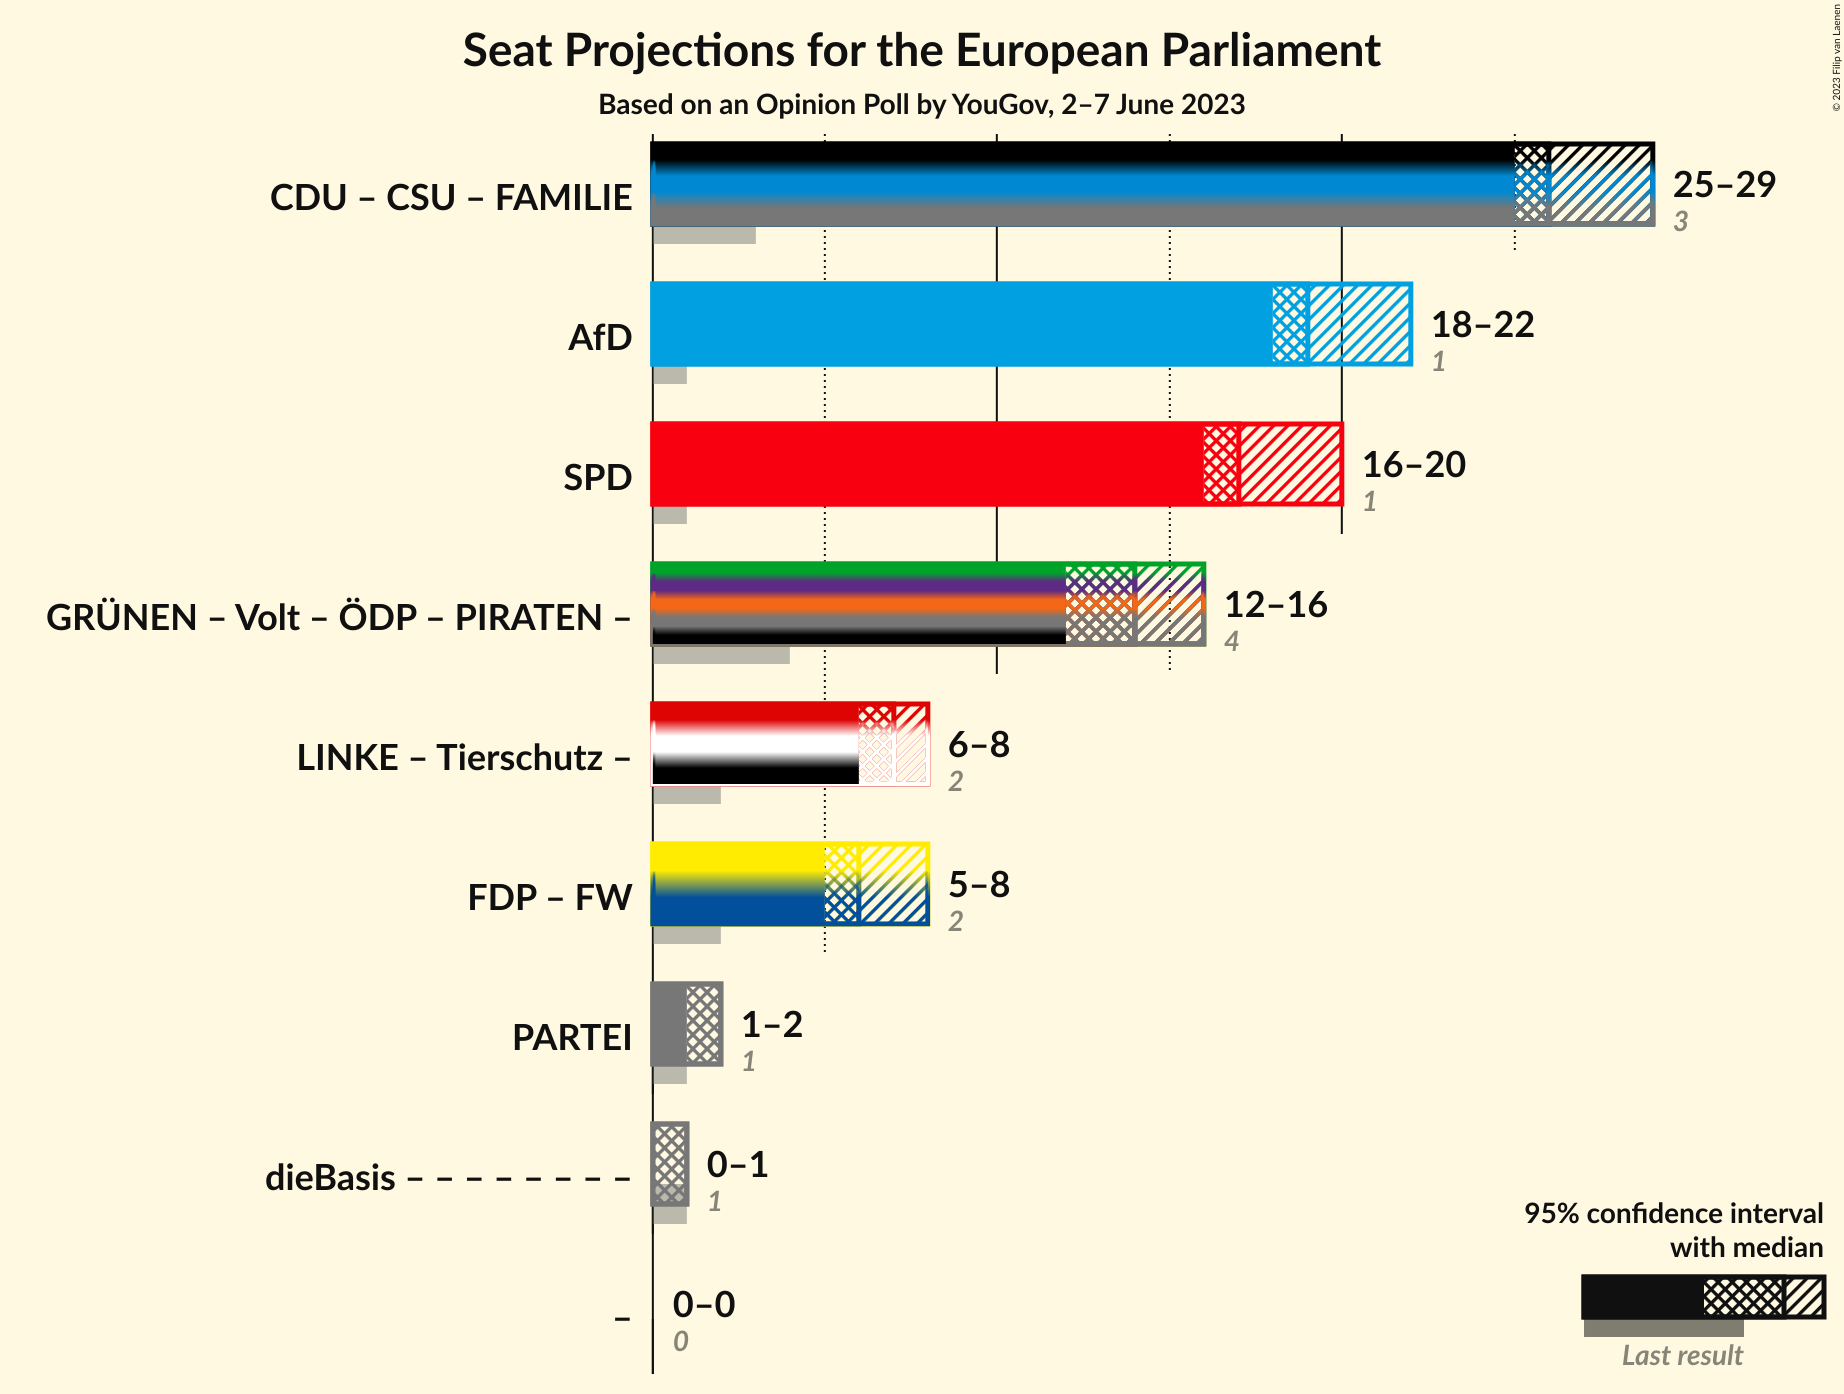 Seat Projections for the European Parliament
Based on an Opinion Poll by YouGov, 2–7 June 2023
© 2023 Filip van Laenen
CDU – CSU – FAMILIE
25–29
3
AfD
18–22
1
SPD
16–20
1
GRÜNEN – Volt – ÖDP – PIRATEN –
12–16
4
LINKE – Tierschutz –
6–8
2
FDP – FW
5–8
2
PARTEI
1–2
1
dieBasis – – – – – – – –
0–1
1
–
0–0
0
95% confidence interval
with median
Last result